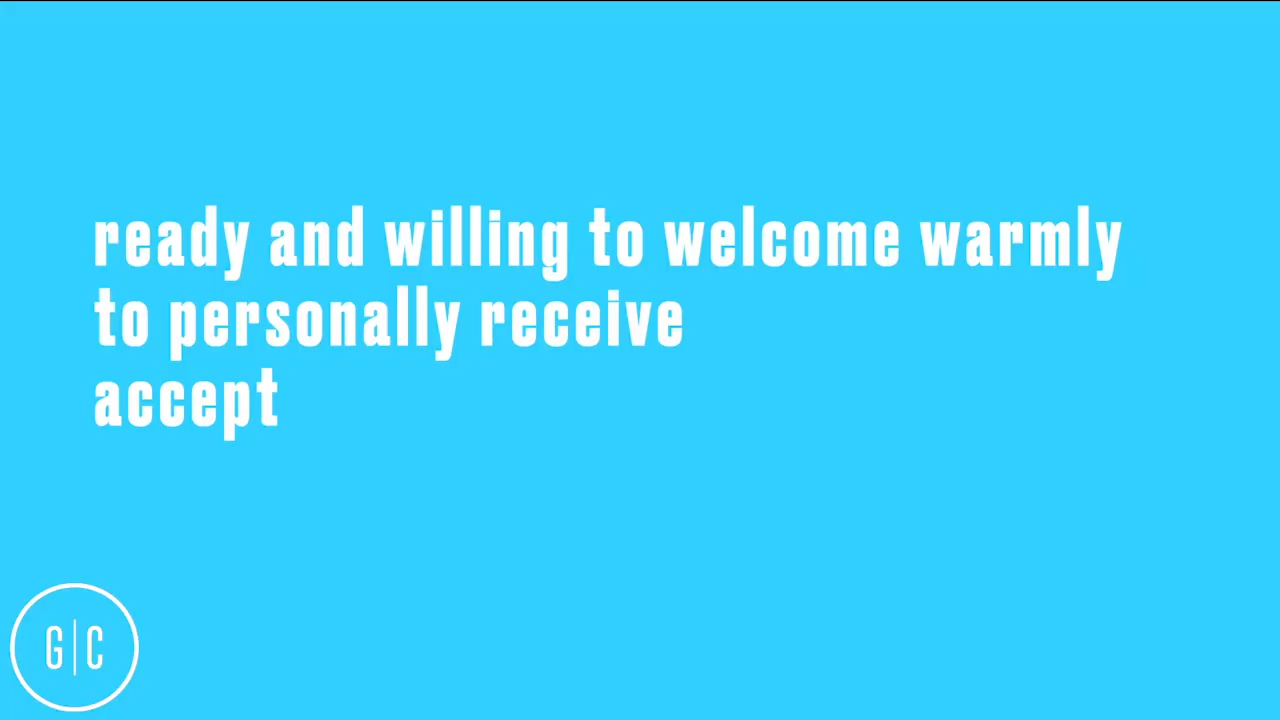 ready and willing to welcome warmly
to personally receive
accept
G|C